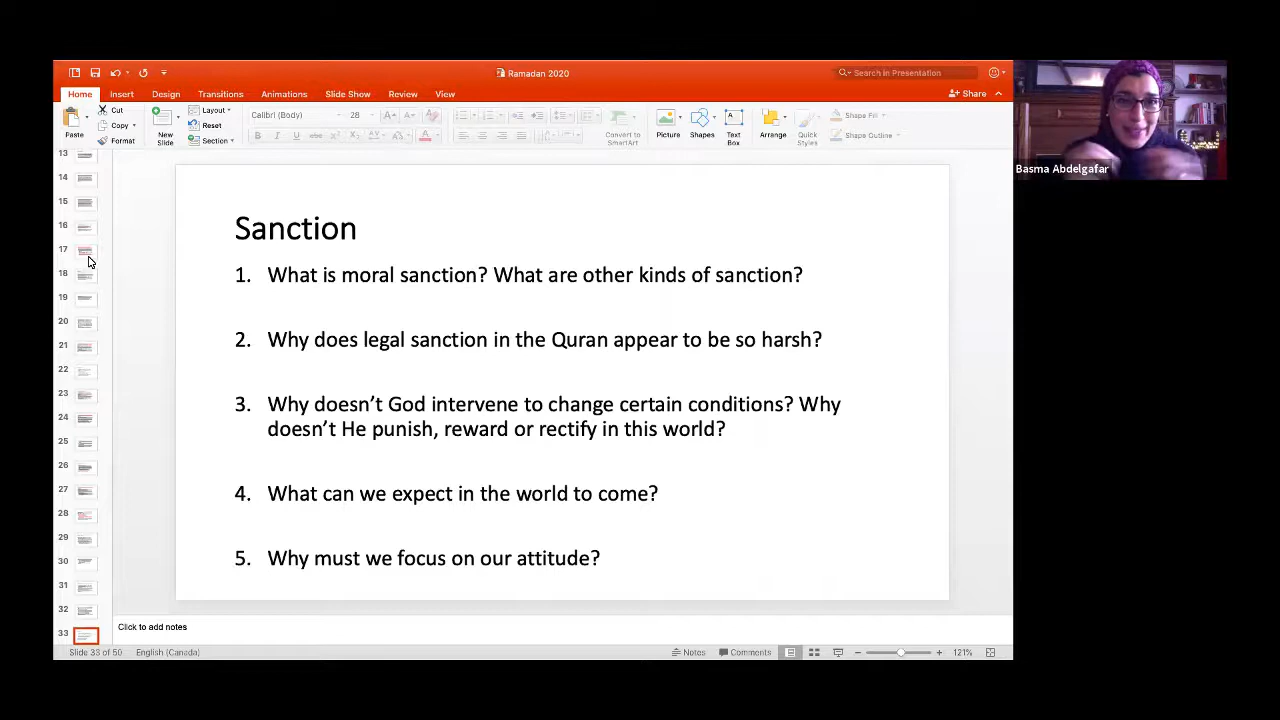 Ramadan 2020
Search in Presentation
Home Insert Design Transitions Animations Slide Show Review View
Share
Paste
Cut
Copy
Format
New Slide
Layout
Reset
Section
Calibri (Body) 28
B I U abc X² X₂ AV Aa A
Convert to SmartArt
Picture
Shapes
Text Box
Arrange
Quick Styles
Shape Fill
Shape Outline
Basma Abdelgafar
13
14
15
16
17
18
19
20
21
22
23
24
25
26
27
28
29
30
31
32
33
Sanction
1. What is moral sanction? What are other kinds of sanction?
2. Why does legal sanction in the Quran appear to be so harsh?
3. Why doesn’t God intervene to change certain conditions? Why
doesn’t He punish, reward or rectify in this world?
4. What can we expect in the world to come?
5. Why must we focus on our attitude?
Click to add notes
Slide 33 of 50 English (Canada)
Notes Comments 121%